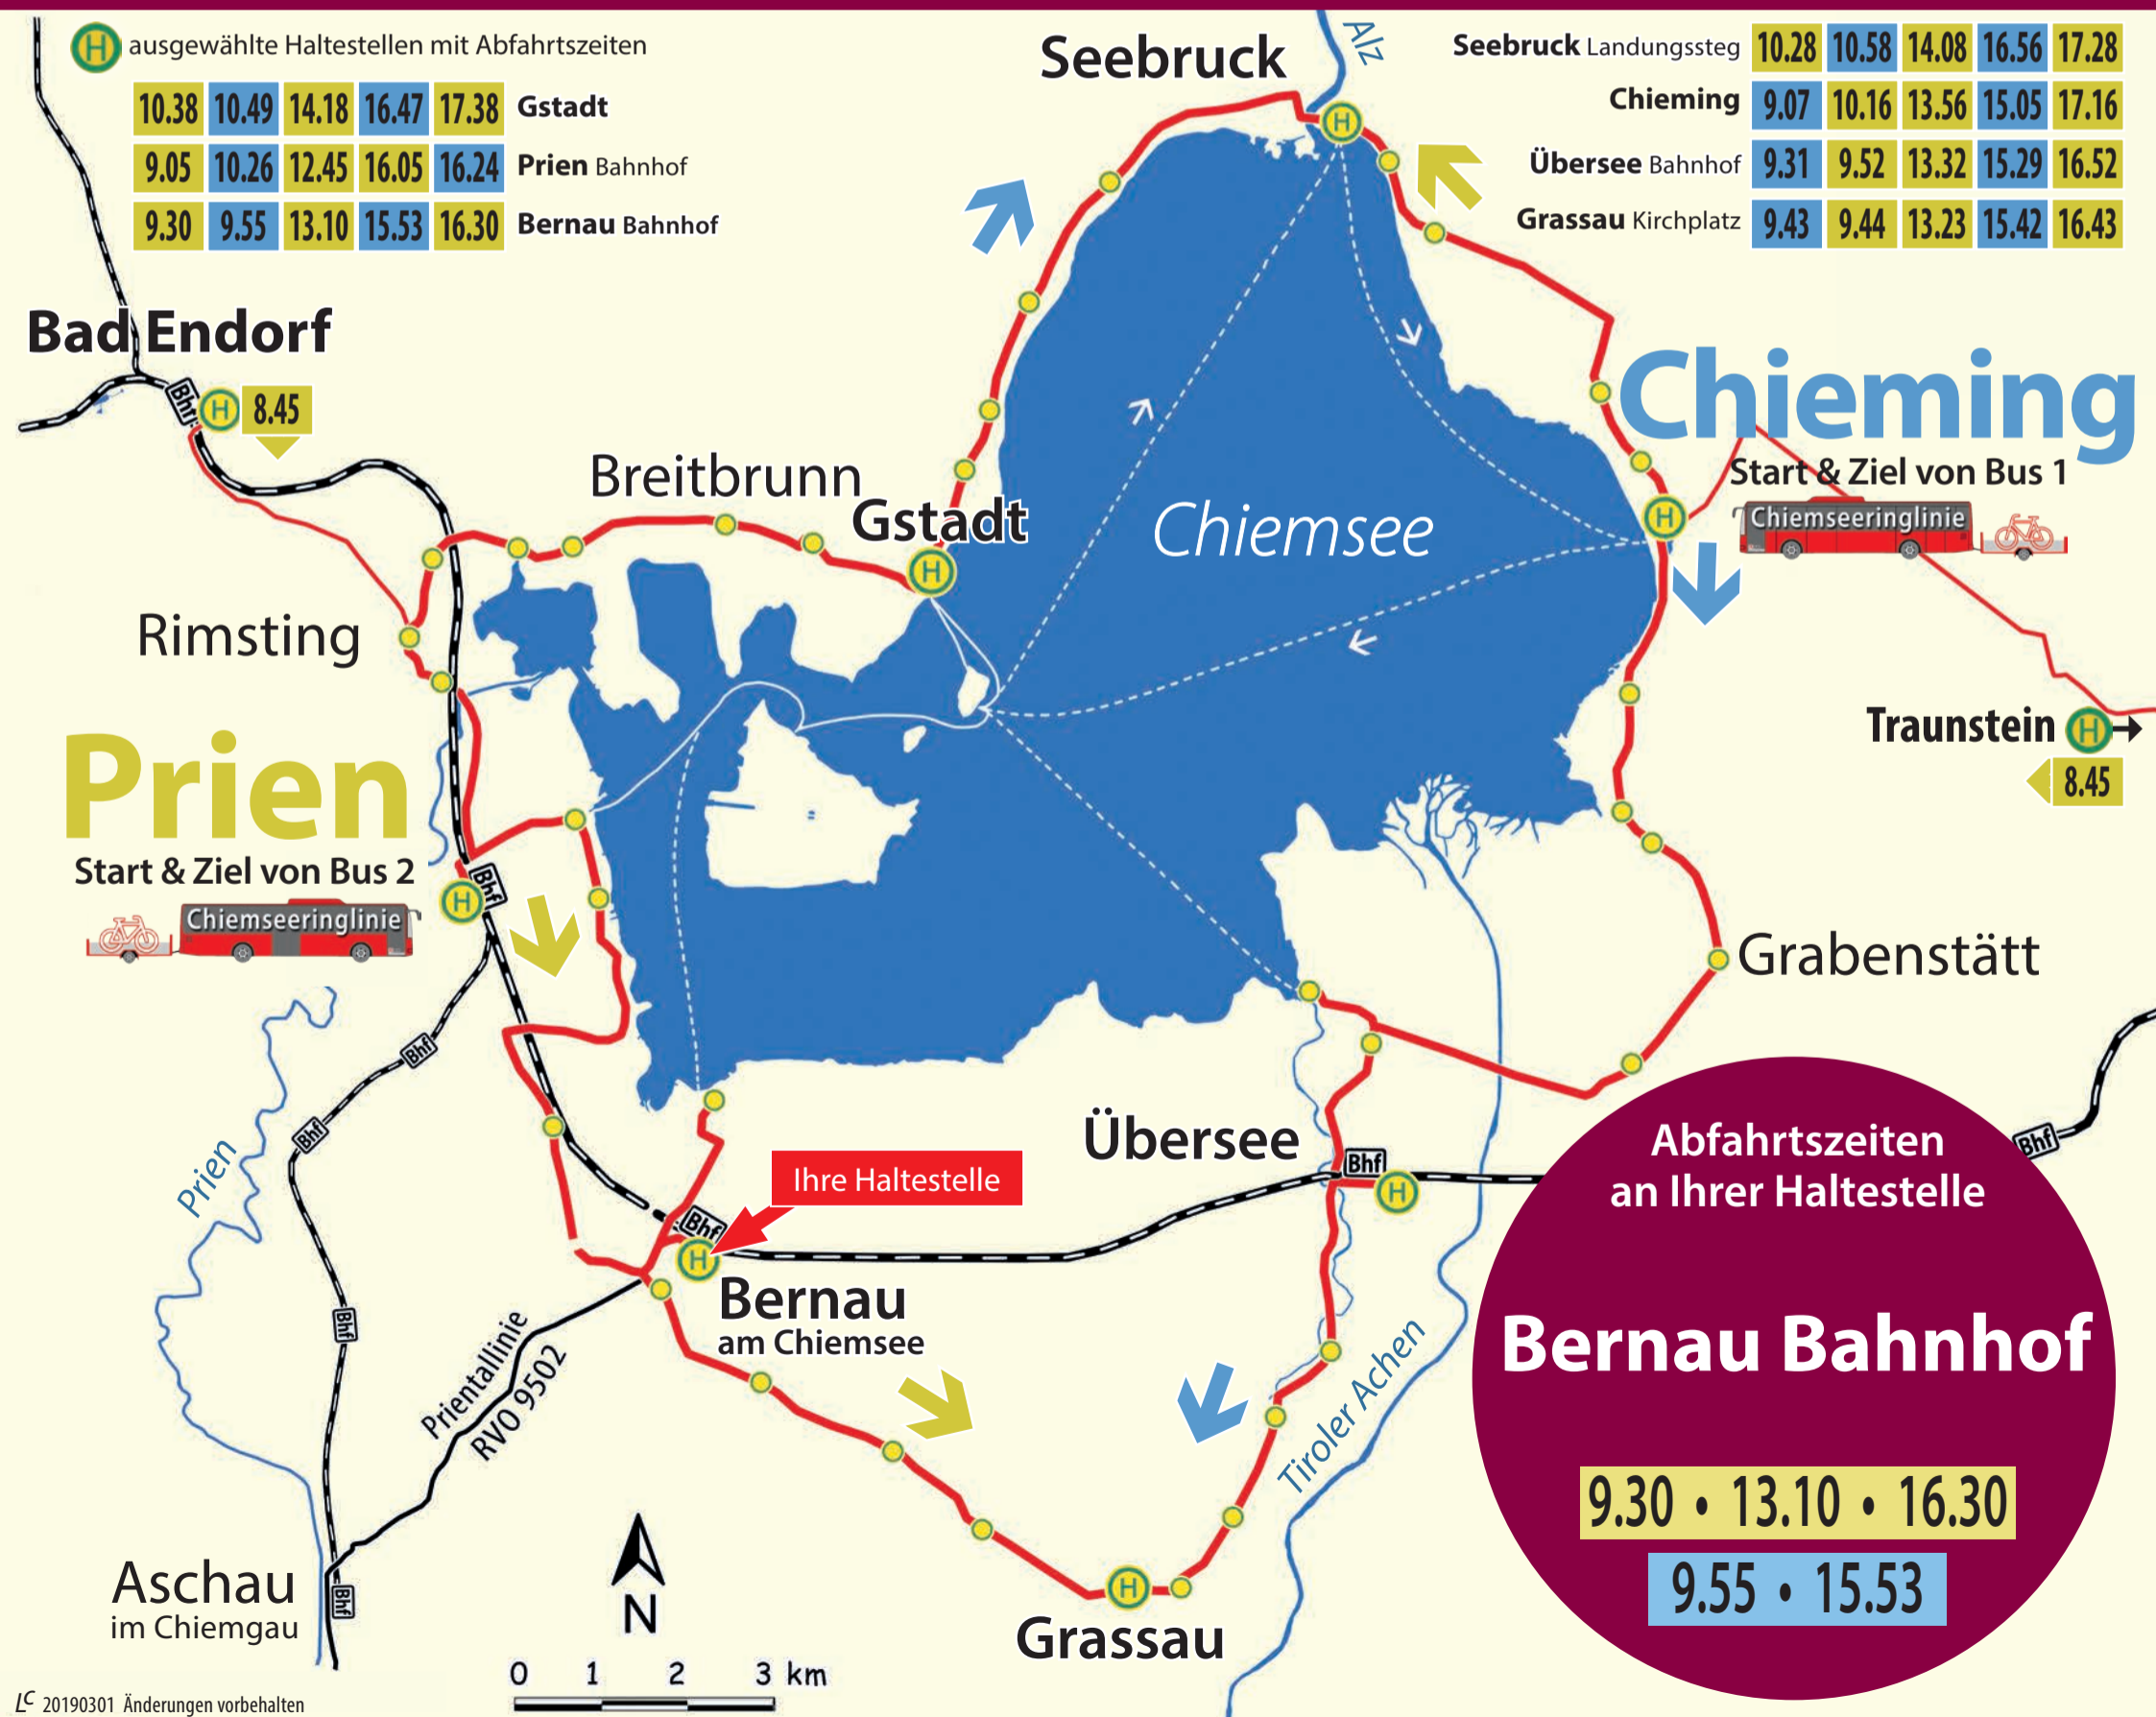 H ausgewählte Haltestellen mit Abfahrtszeiten
10.38 10.49 14.18 16.47 17.38 Gstadt
9.05 10.26 12.45 16.05 16.24 Prien Bahnhof
9.30 9.55 13.10 15.53 16.30 Bernau Bahnhof
Seebruck Landungssteg 10.28 10.58 14.08 16.56 17.28
Chieming 9.07 10.16 13.56 15.05 17.16
Übersee Bahnhof 9.31 9.52 13.32 15.29 16.52
Grassau Kirchplatz 9.43 9.44 13.23 15.42 16.43
Seebruck
Alz
H
Bad Endorf
Bhf H 8.45
Chieming
Start & Ziel von Bus 1
Chiemseeringlinie
H
Breitbrunn
Gstadt
H
Chiemsee
Rimsting
Traunstein H
8.45
Prien
Start & Ziel von Bus 2
Chiemseeringlinie
Bhf
H
Grabenstätt
Bhf
Bhf
Prien
Übersee
Bhf
H
Bhf
Ihre Haltestelle
Bhf
H
Bernau
am Chiemsee
Bhf
Prientallinie
RVO 9502
Tiroler Achen
Abfahrtszeiten
an Ihrer Haltestelle
Bernau Bahnhof
9.30 • 13.10 • 16.30
9.55 • 15.53
Aschau
im Chiemgau
Bhf
N
H
Grassau
0 1 2 3 km
LC 20190301 Änderungen vorbehalten